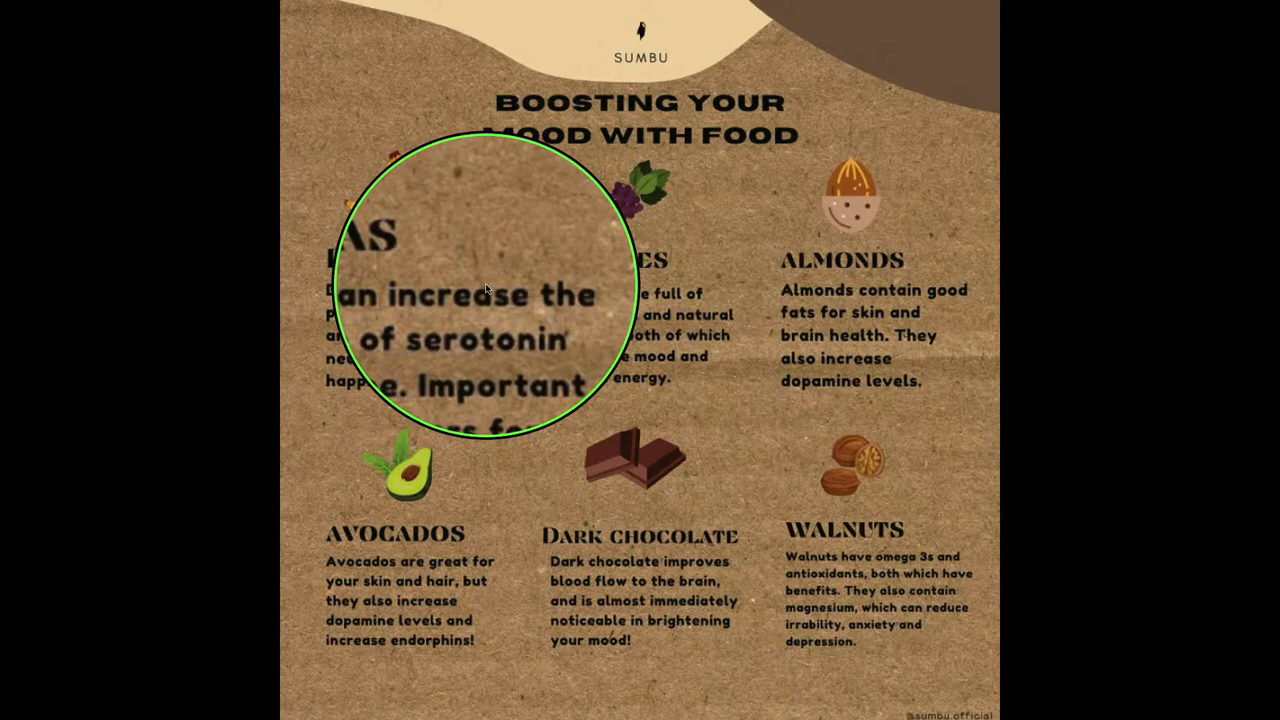 SUMBU
BOOSTING YOUR
MOOD WITH FOOD
AS
an increase the
of serotonin
e. Important
ES
e full of
and natural
both of which
e mood and
energy.
ALMONDS
Almonds contain good
fats for skin and
brain health. They
also increase
dopamine levels.
happ
AVOCADOS
Avocados are great for
your skin and hair, but
they also increase
dopamine levels and
increase endorphins!
DARK CHOCOLATE
Dark chocolate improves
blood flow to the brain,
and is almost immediately
noticeable in brightening
your mood!
WALNUTS
Walnuts have omega 3s and
antioxidants, both which have
benefits. They also contain
magnesium, which can reduce
irrability, anxiety and
depression.
@sumbu.official